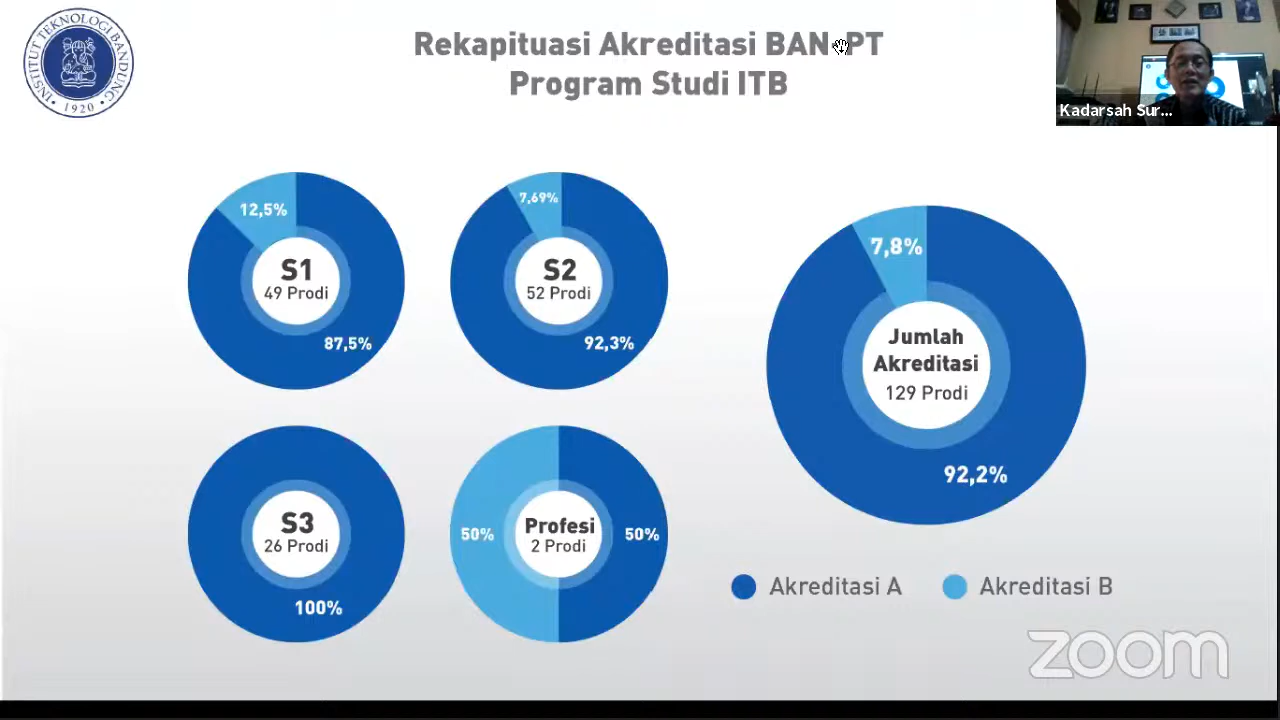 INSTITUT TEKNOLOGI BANDUNG
1920
Rekapituasi Akreditasi BAN-PT
Program Studi ITB
Kadarsah Sur...
12,5%
S1
49 Prodi
87,5%
7,69%
S2
52 Prodi
92,3%
7,8%
Jumlah
Akreditasi
129 Prodi
92,2%
S3
26 Prodi
100%
50%
Profesi
2 Prodi
50%
Akreditasi A
Akreditasi B
zoom